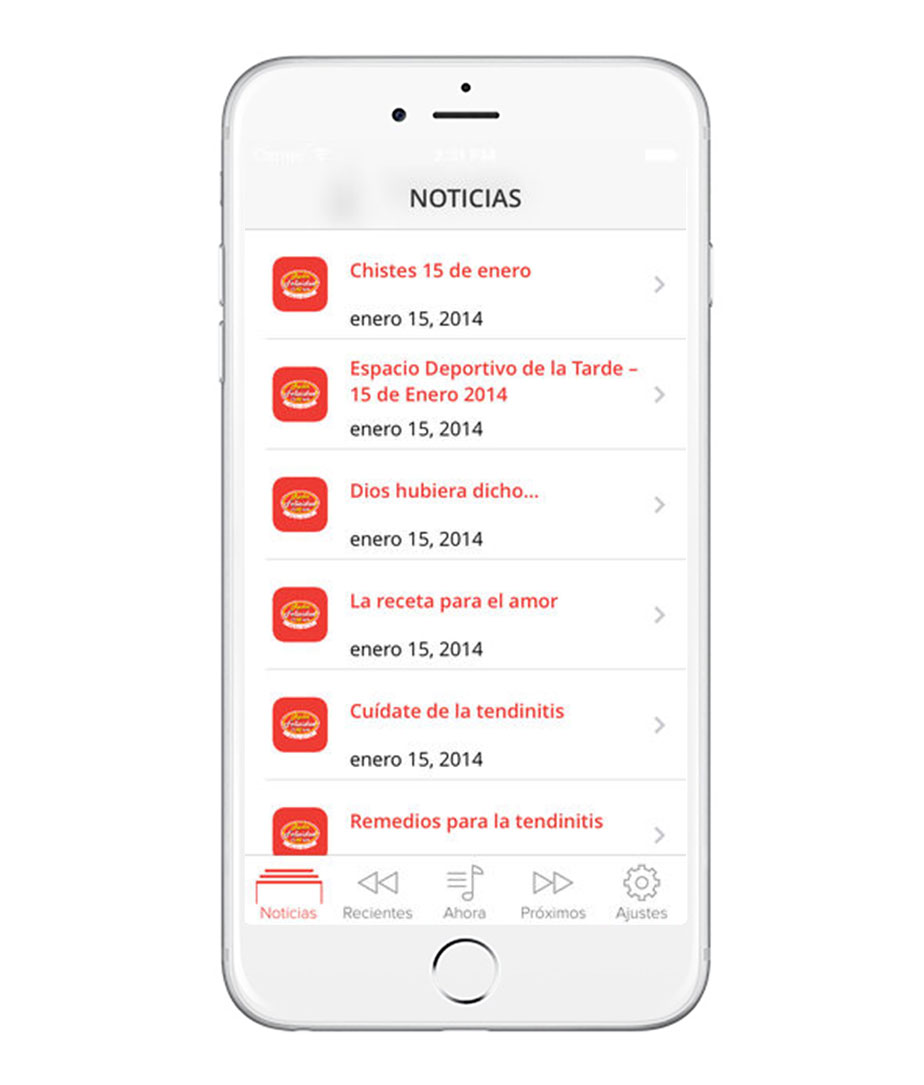 NOTICIAS
Chistes 15 de enero
enero 15, 2014
Espacio Deportivo de la Tarde –
15 de Enero 2014
enero 15, 2014
Dios hubiera dicho...
enero 15, 2014
La receta para el amor
enero 15, 2014
Cuídate de la tendinitis
enero 15, 2014
Remedios para la tendinitis
Noticias
Recientes
Ahora
Próximos
Ajustes